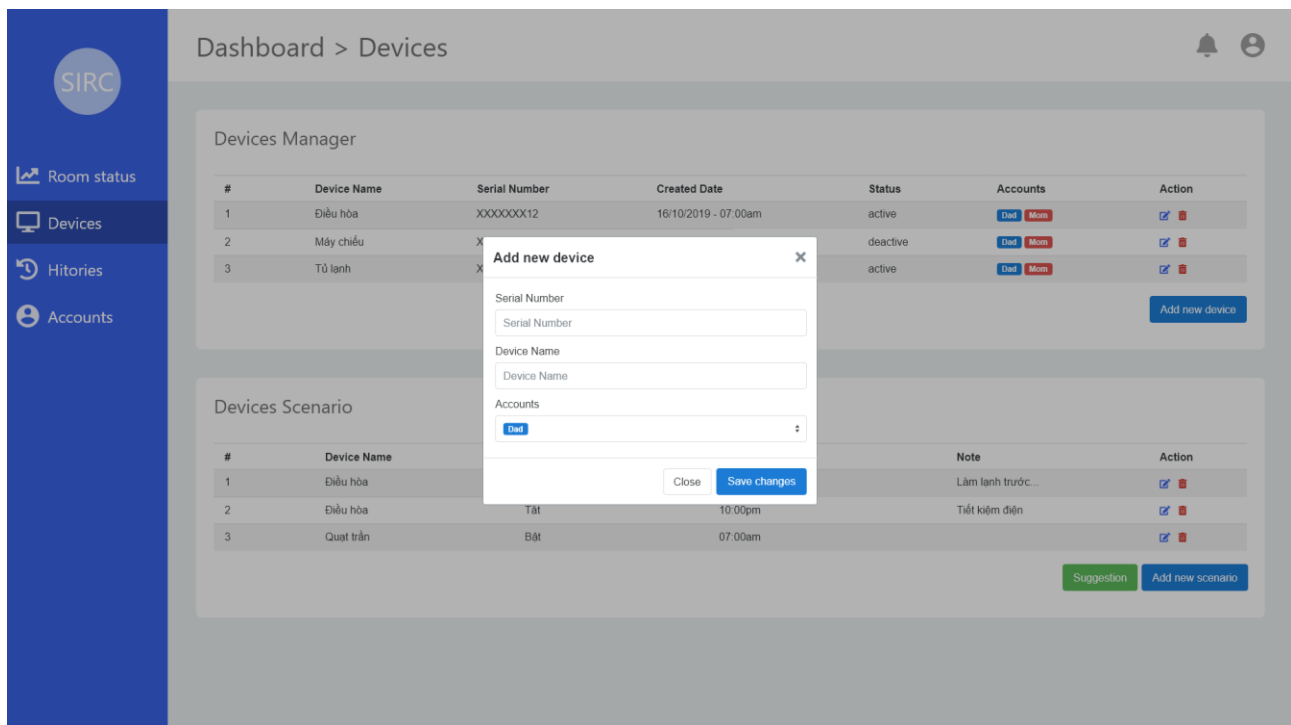 SIRC
Dashboard > Devices
Room status
Devices
Hitories
Accounts
Devices Manager
# Device Name Serial Number Created Date Status Accounts Action
1 Điều hòa XXXXXXX12 16/10/2019 - 07:00am active Dad Mom
2 Máy chiếu X deactive Dad Mom
3 Tủ lạnh X active Dad Mom
Add new device
Add new device ×
Serial Number
Serial Number
Device Name
Device Name
Accounts
Dad
Close Save changes
Devices Scenario
# Device Name Note Action
1 Điều hòa Làm lạnh trước...
2 Điều hòa Tắt 10:00pm Tiết kiệm điện
3 Quạt trần Bật 07:00am
Suggestion Add new scenario